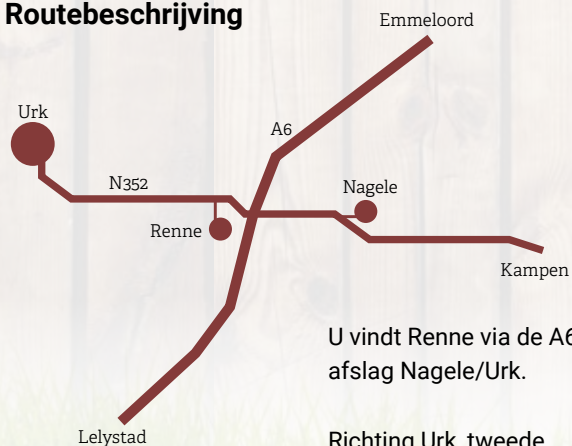 Routebeschrijving
Emmeloord
Urk
A6
N352
Nagele
Renne
Kampen
U vindt Renne via de A6
afslag Nagele/Urk.
Richting Urk, tweede
Lelystad